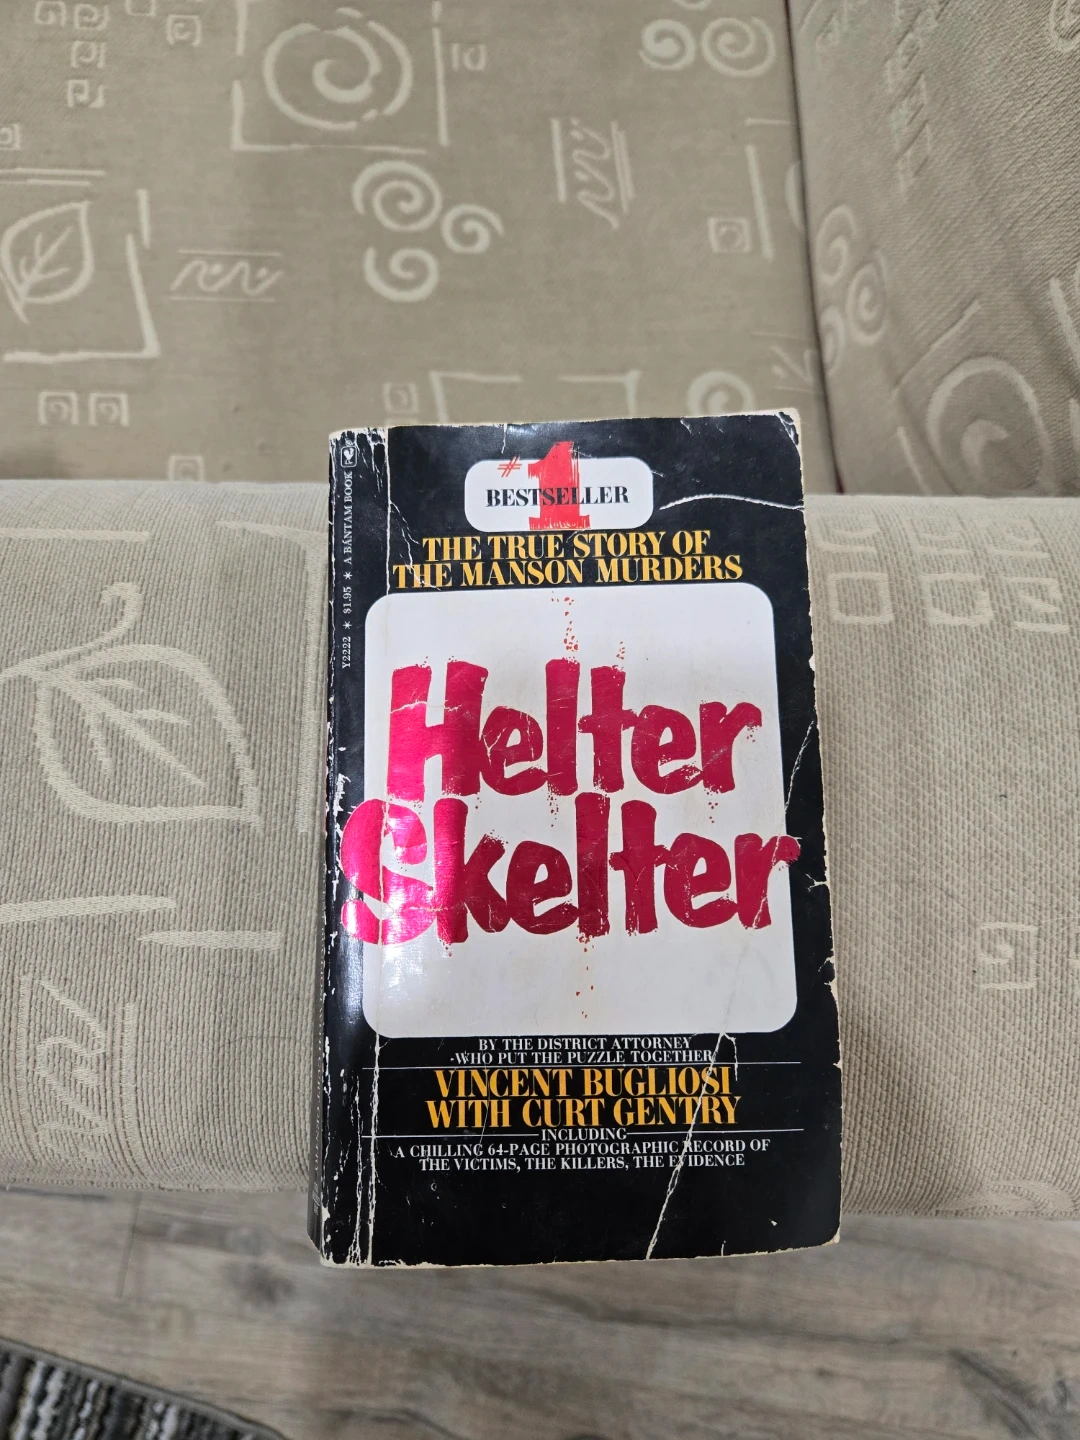 #1
BESTSELLER
THE TRUE STORY OF
THE MANSON MURDERS
Helter
Skelter
BY THE DISTRICT ATTORNEY
-WHO PUT THE PUZZLE TOGETHER
VINCENT BUGLIOSI
WITH CURT GENTRY
INCLUDING
A CHILLING 64-PAGE PHOTOGRAPHIC RECORD OF
THE VICTIMS, THE KILLERS, THE EVIDENCE
Y2222 * $1.95 * A BANTAM BOOK